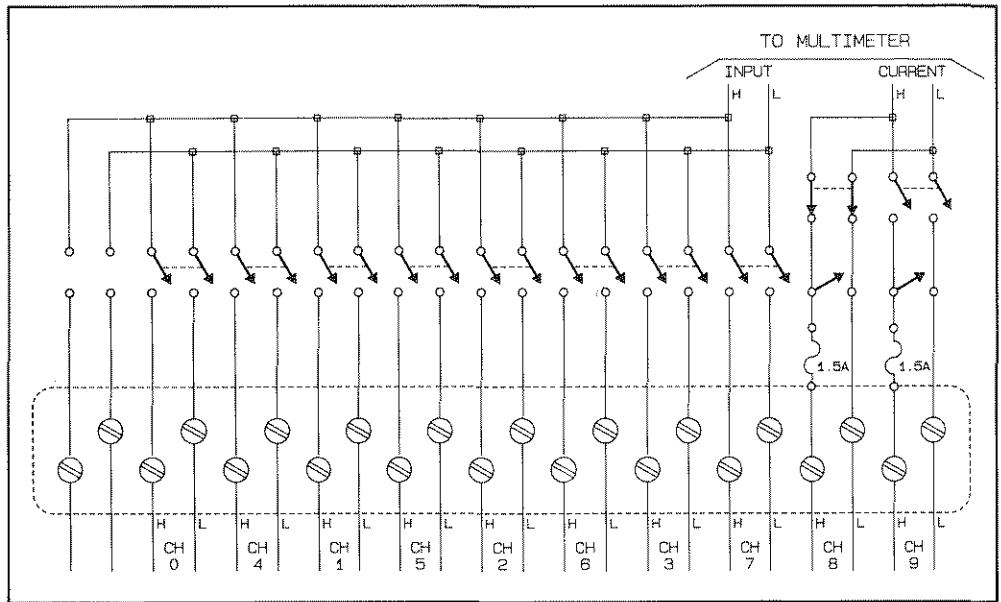 TO MULTIMETER
INPUT CURRENT
H L H L
1.5A 1.5A
H L H L H L H L H L H L H L H L H L H L
CH CH CH CH CH CH CH CH CH CH
0 4 1 5 2 6 3 7 8 9